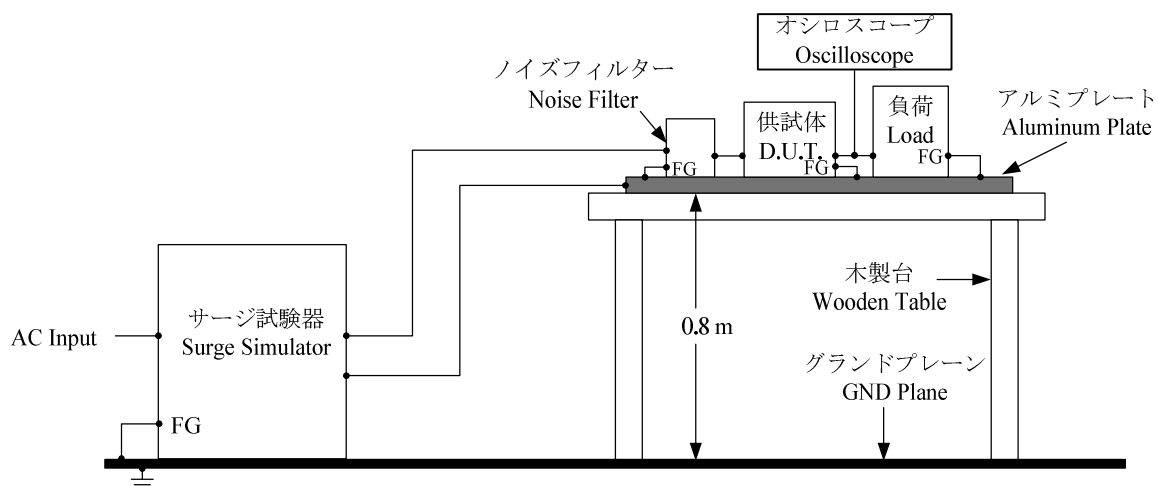 オシロスコープ
Oscilloscope
ノイズフィルター
Noise Filter
供試体
D.U.T.
負荷
Load
アルミプレート
Aluminum Plate
FG
FG
FG
サージ試験器
Surge Simulator
AC Input
FG
0.8 m
木製台
Wooden Table
グランドプレーン
GND Plane